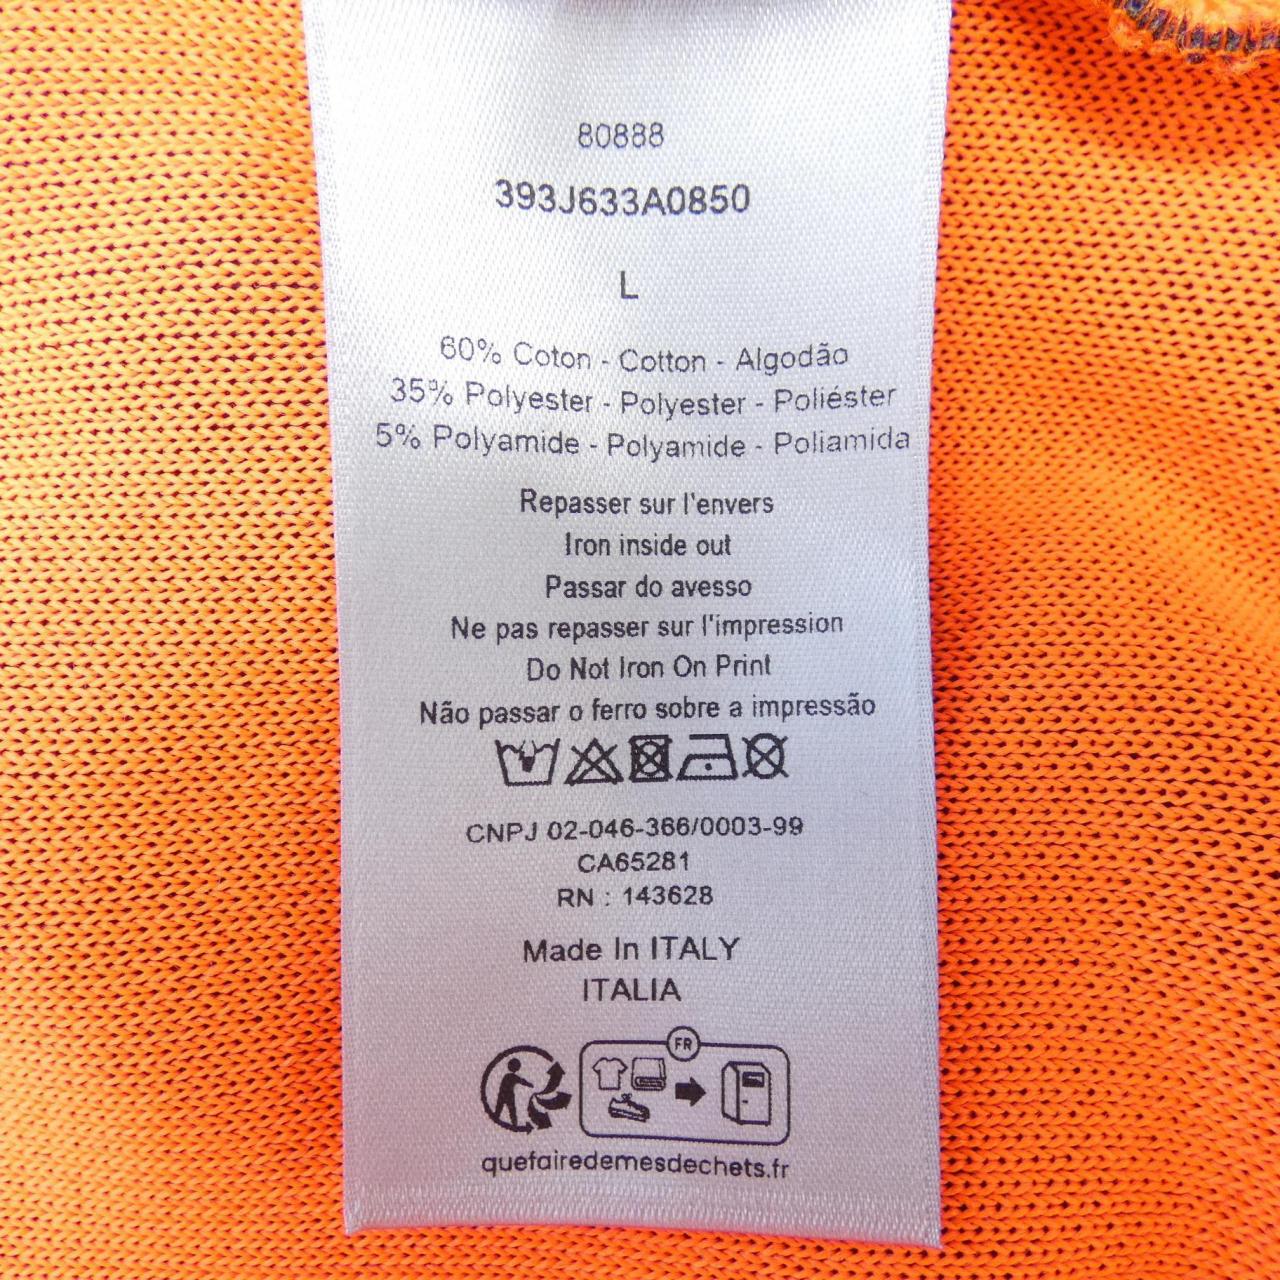 80888
393J633A0850
L
60% Coton - Cotton - Algodão
35% Polyester - Polyester - Poliéster
5% Polyamide - Polyamide - Poliamida
Repasser sur l'envers
Iron inside out
Passar do avesso
Ne pas repasser sur l'impression
Do Not Iron On Print
Não passar o ferro sobre a impressão
CNPJ 02-046-366/0003-99
CA65281
RN : 143628
Made In ITALY
ITALIA
FR
quefairedemesdechets.fr